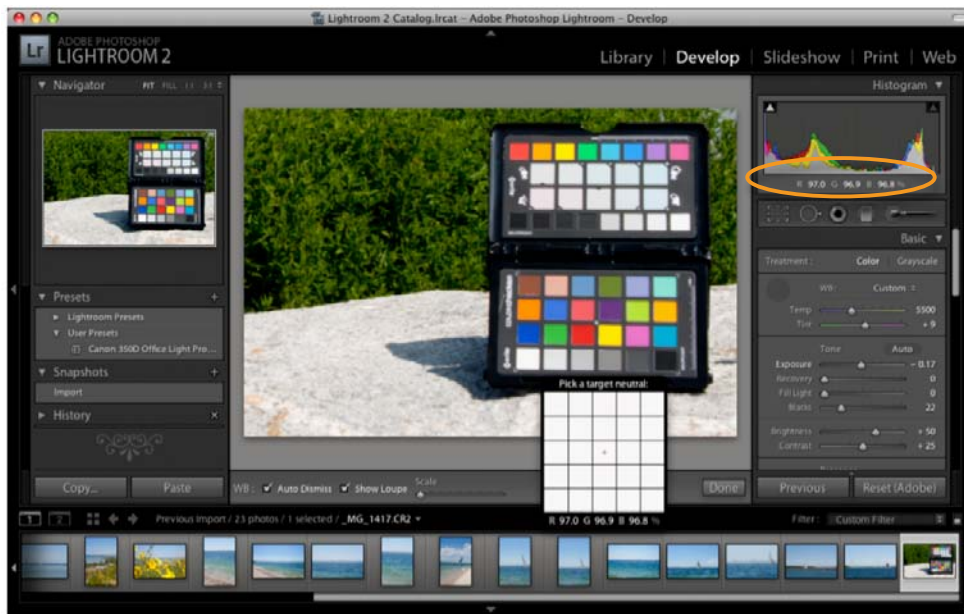 Lightroom 2 Catalog.lrcat – Adobe Photoshop Lightroom – Develop
Lr
ADOBE PHOTOSHOP
LIGHTROOM 2
Library | Develop | Slideshow | Print | Web
Navigator FIT FILL 1:1
Histogram
R 97.0 G 96.9 B 96.8 %
Basic
Treatment : Color Grayscale
WB: Custom
Temp 5500
Tint + 9
Tone Auto
Exposure – 0.17
Recovery 0
Fill Light 0
Blacks 22
Brightness + 50
Contrast + 25
Presets +
Lightroom Presets
User Presets
Canon 350D Office Light Pro...
Snapshots +
Import
History ×
Pick a target neutral:
R 97.0 G 96.9 B 96.8 %
Copy... Paste
WB : Auto Dismiss Show Loupe Scale
Done
Previous Reset (Adobe)
1 2 Previous Import / 23 photos / 1 selected / _MG_1417.CR2
Filter : Custom Filter